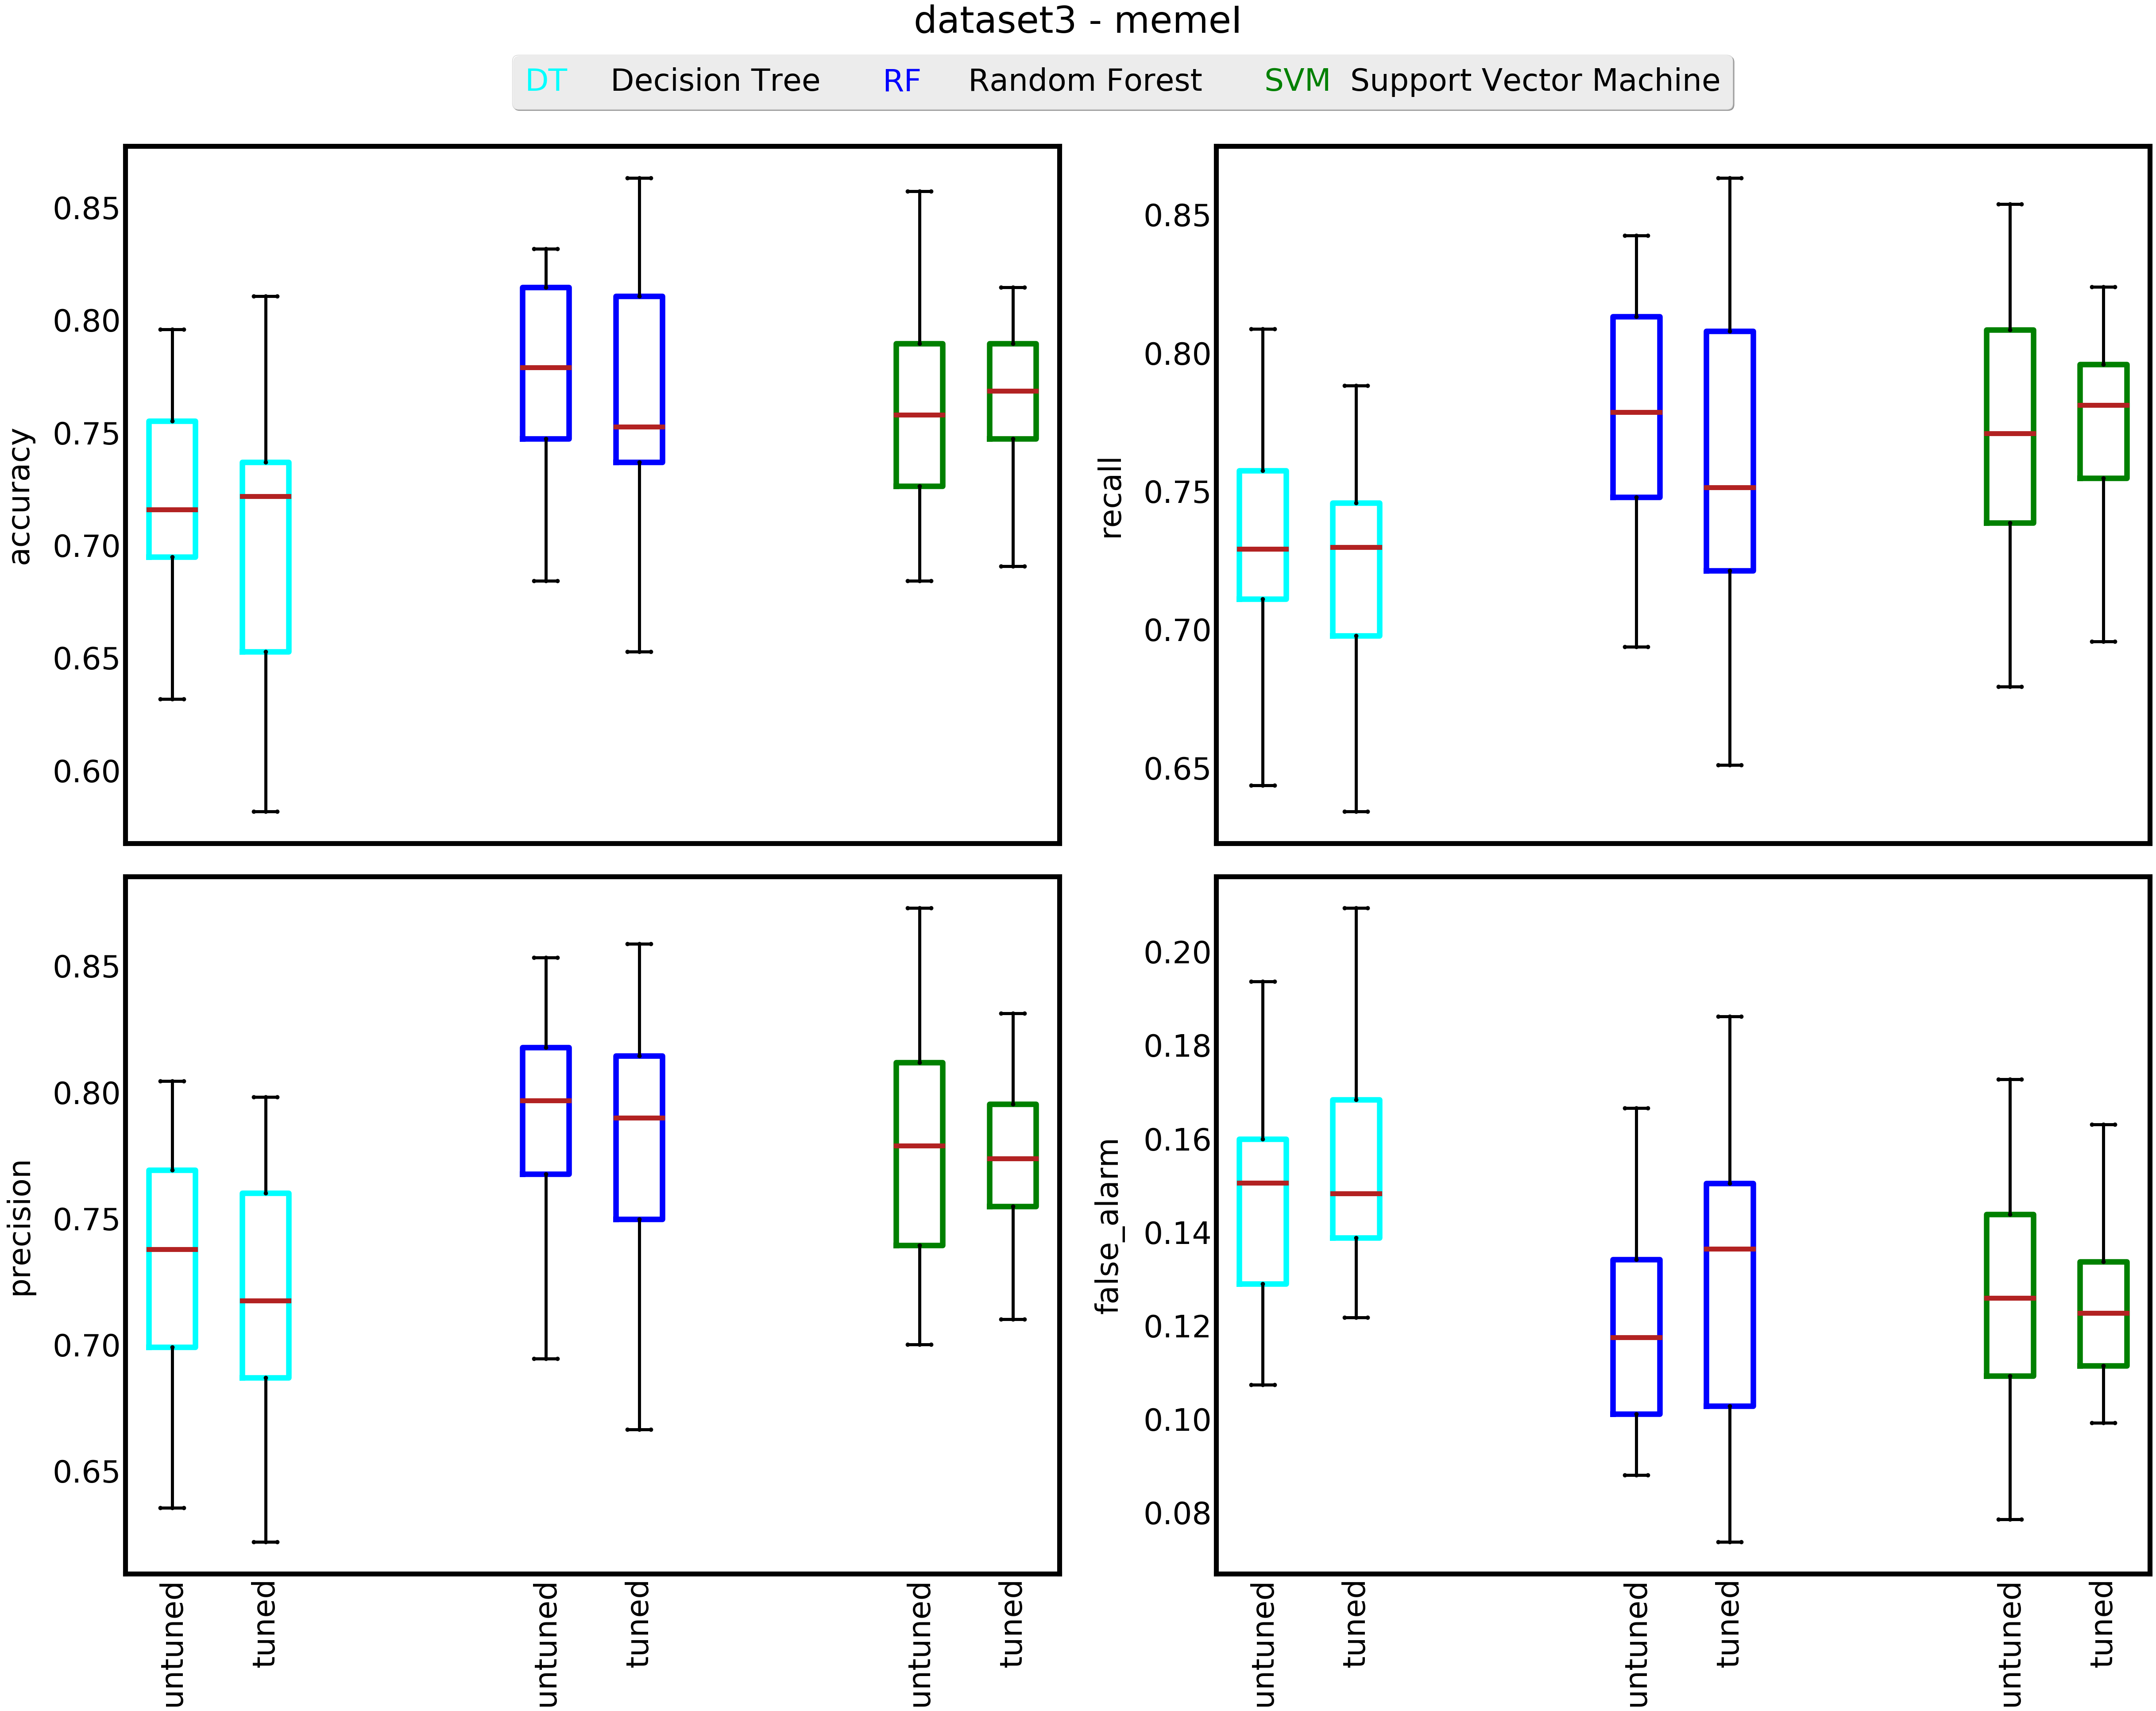 dataset3 - memel
DT Decision Tree RF Random Forest SVM Support Vector Machine
accuracy
0.85
0.80
0.75
0.70
0.65
0.60
recall
0.85
0.80
0.75
0.70
0.65
precision
0.85
0.80
0.75
0.70
0.65
untuned
tuned
untuned
tuned
untuned
tuned
false_alarm
0.20
0.18
0.16
0.14
0.12
0.10
0.08
untuned
tuned
untuned
tuned
untuned
tuned